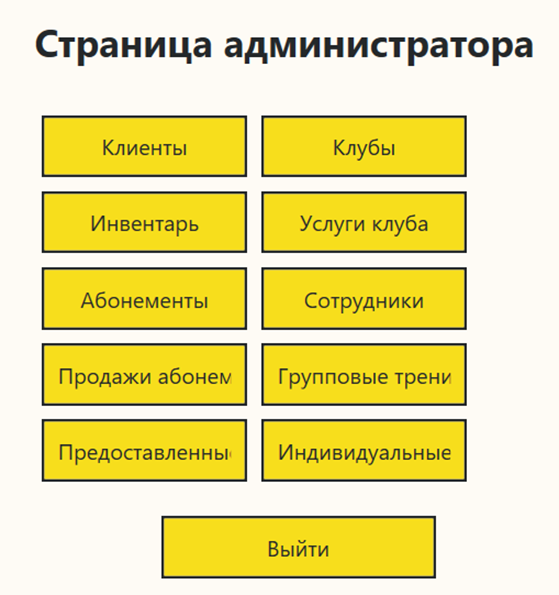 Страница администратора
Клиенты
Клубы
Инвентарь
Услуги клуба
Абонементы
Сотрудники
Продажи абонем
Групповые трени
Предоставленны
Индивидуальные
Выйти